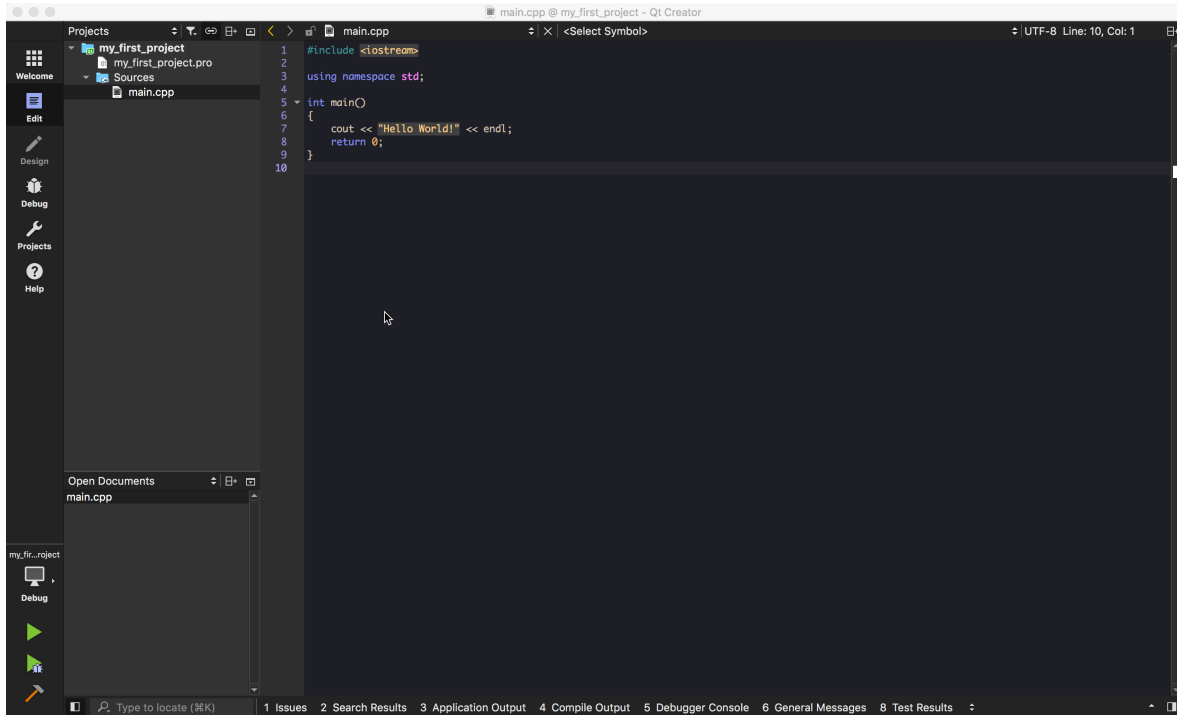 main.cpp @ my_first_project - Qt Creator
Projects
main.cpp
<Select Symbol>
UTF-8 Line: 10, Col: 1
Welcome
Edit
Design
Debug
Projects
Help
my_first_project
my_first_project.pro
Sources
main.cpp
1 #include <iostream>
2
3 using namespace std;
4
5 int main()
6 {
7 cout << "Hello World!" << endl;
8 return 0;
9 }
10
Open Documents
main.cpp
my_fir...roject
Debug
Type to locate (⌘K)
1 Issues 2 Search Results 3 Application Output 4 Compile Output 5 Debugger Console 6 General Messages 8 Test Results